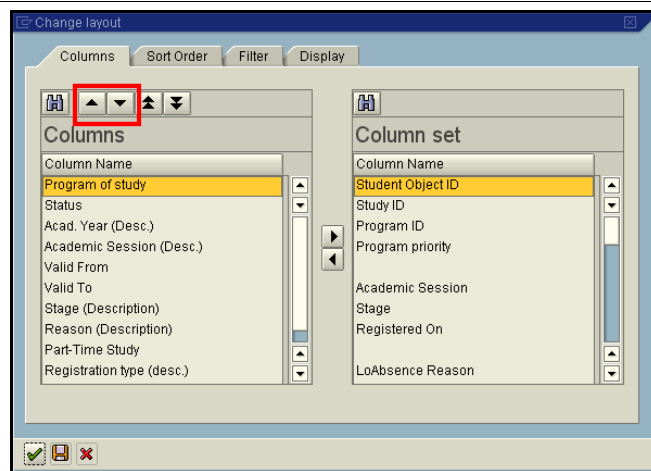 Change layout
Columns
Sort Order
Filter
Display
Columns
Column Name
Program of study
Status
Acad. Year (Desc.)
Academic Session (Desc.)
Valid From
Valid To
Stage (Description)
Reason (Description)
Part-Time Study
Registration type (desc.)
Column set
Column Name
Student Object ID
Study ID
Program ID
Program priority
Academic Session
Stage
Registered On
LoAbsence Reason